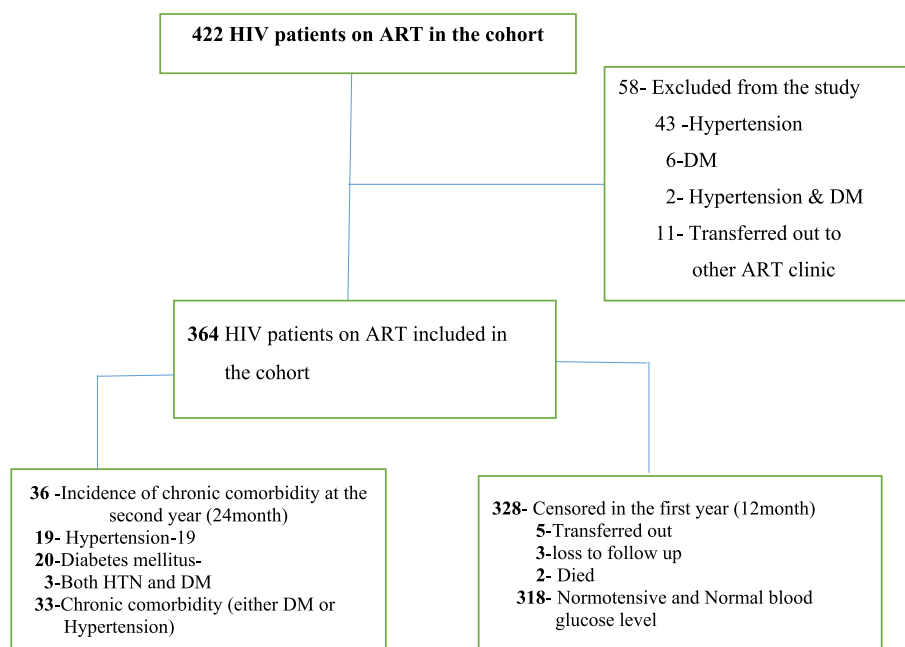 422 HIV patients on ART in the cohort
58- Excluded from the study
43 -Hypertension
6-DM
2- Hypertension & DM
11- Transferred out to
other ART clinic
364 HIV patients on ART included in
the cohort
36 -Incidence of chronic comorbidity at the
second year (24month)
19- Hypertension-19
20-Diabetes mellitus-
3-Both HTN and DM
33-Chronic comorbidity (either DM or
Hypertension)
328- Censored in the first year (12month)
5-Transferred out
3-loss to follow up
2- Died
318- Normotensive and Normal blood
glucose level